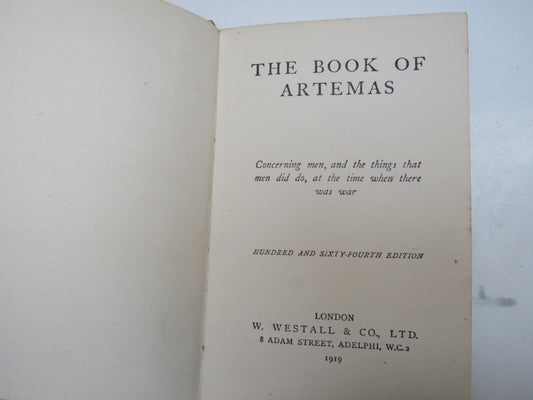 THE BOOK OF
ARTEMAS
Concerning men, and the things that
men did do, at the time when there
was war
HUNDRED AND SIXTY-FOURTH EDITION
LONDON
W. WESTALL & CO., LTD.
8 ADAM STREET, ADELPHI, W.C.2
1919